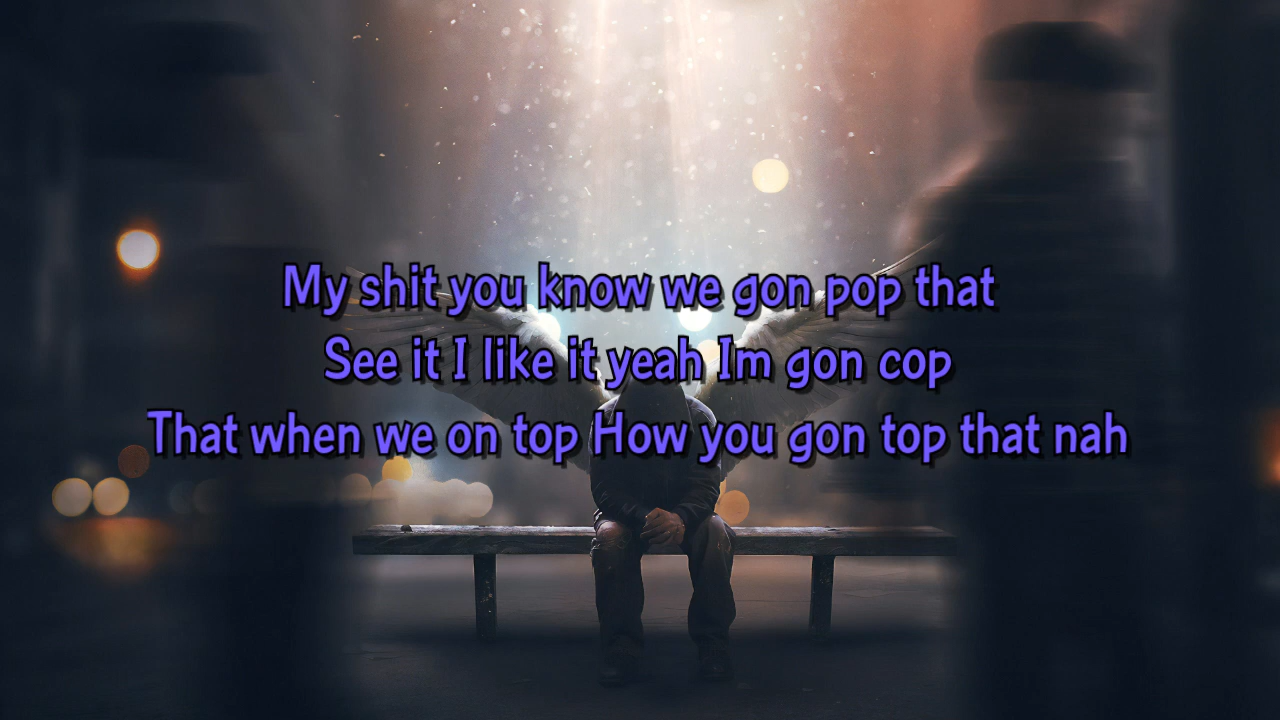 My shit you know we gon pop that
See it I like it yeah Im gon cop
That when we on top How you gon top that nah